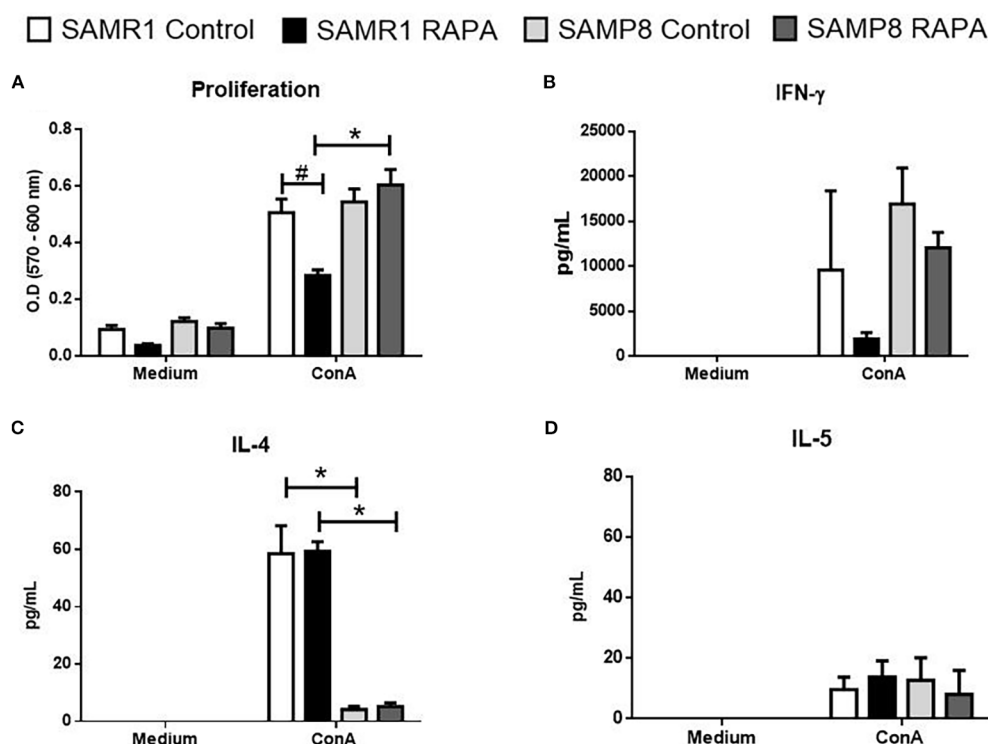 SAMR1 Control SAMR1 RAPA SAMP8 Control SAMP8 RAPA
A
Proliferation
O.D (570 - 600 nm)
0.8
0.6
0.4
0.2
0.0
#
*
Medium ConA
B
IFN-γ
pg/mL
25000
20000
15000
10000
5000
0
Medium ConA
C
IL-4
pg/mL
80
60
40
20
0
*
*
Medium ConA
D
IL-5
pg/mL
80
60
40
20
0
Medium ConA